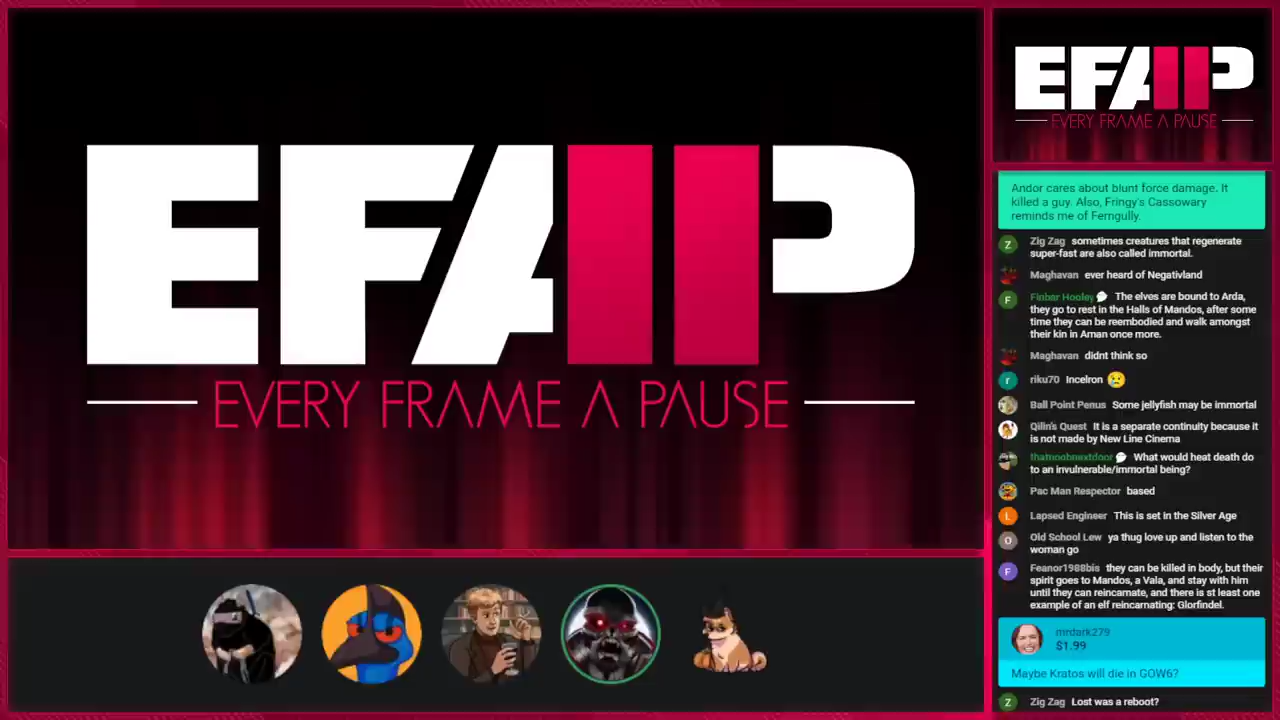 EFAP
EVERY FRAME A PAUSE
EFAP
EVERY FRAME A PAUSE
Andor cares about blunt force damage. It
killed a guy. Also, Fringy's Cassowary
reminds me of Ferngully.
Z Zig Zag sometimes creatures that regenerate
super-fast are also called immortal.
Maghavan ever heard of Negativland
F Finbar Hooley The elves are bound to Arda,
they go to rest in the Halls of Mandos, after some
time they can be reembodied and walk amongst
their kin in Aman once more.
Maghavan didnt think so
r riku70 Incelron
Ball Point Penus Some jellyfish may be immortal
Qilin's Quest It is a separate continuity because it
is not made by New Line Cinema
thatnoobnextdoor What would heat death do
to an invulnerable/immortal being?
Pac Man Respector based
L Lapsed Engineer This is set in the Silver Age
O Old School Lew ya thug love up and listen to the
woman go
F Feanor1988bis they can be killed in body, but their
spirit goes to Mandos, a Vala, and stay with him
until they can reincarnate, and there is st least one
example of an elf reincarnating: Glorfindel.
mrdark279
$1.99
Maybe Kratos will die in GOW6?
Z Zig Zag Lost was a reboot?